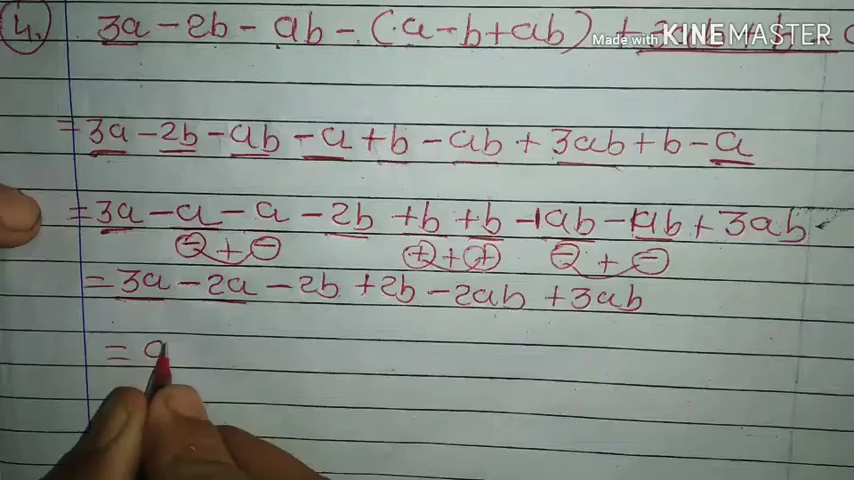 4. 3a - 2b - ab - (a - b + ab) + 3ab + b
Made with KINEMASTER
= 3a - 2b - ab - a + b - ab + 3ab + b - a
= 3a - a - a - 2b + b + b - 1ab - 1ab + 3ab
- + - + + + - + -
= 3a - 2a - 2b + 2b - 2ab + 3ab
= a